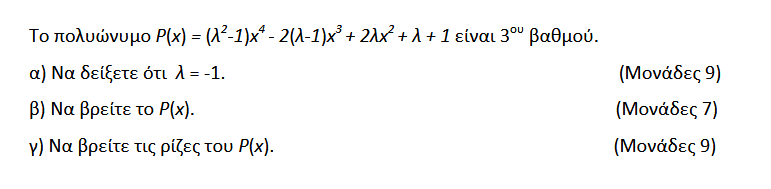 Το πολυώνυμο P(x) = (λ²-1)x⁴ - 2(λ-1)x³ + 2λx² + λ + 1 είναι 3ου βαθμού.
α) Να δείξετε ότι λ = -1. (Μονάδες 9)
β) Να βρείτε το P(x). (Μονάδες 7)
γ) Να βρείτε τις ρίζες του P(x). (Μονάδες 9)